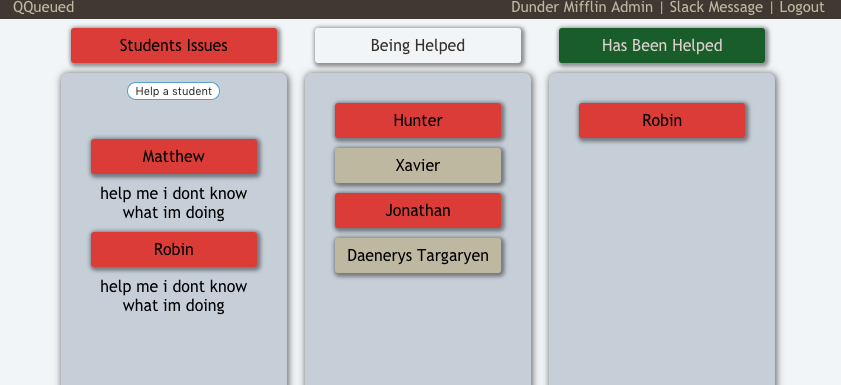 QQueued
Dunder Mifflin Admin | Slack Message | Logout
Students Issues
Being Helped
Has Been Helped
Help a student
Matthew
help me i dont know
what im doing
Robin
help me i dont know
what im doing
Hunter
Xavier
Jonathan
Daenerys Targaryen
Robin